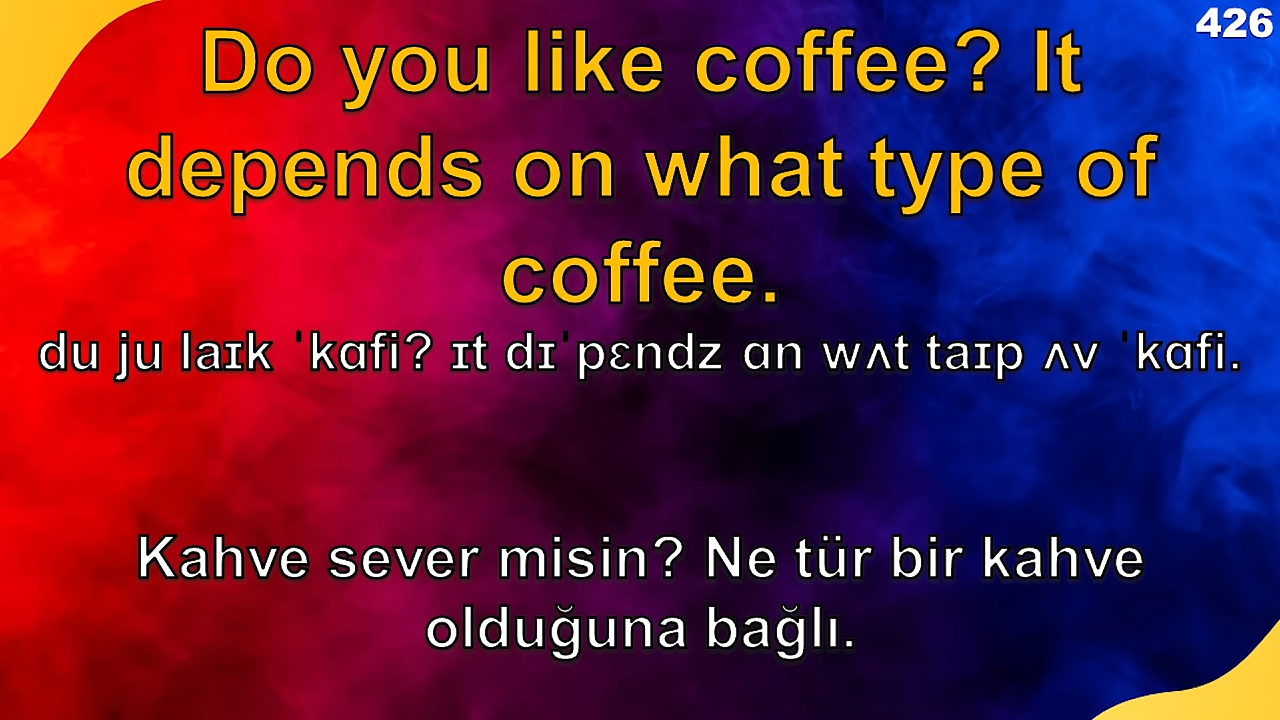 426
Do you like coffee? It
depends on what type of
coffee.
du ju laɪk ˈkɑfi? ɪt dɪˈpɛndz ɑn wʌt taɪp ʌv ˈkɑfi.
Kahve sever misin? Ne tür bir kahve
olduğuna bağlı.